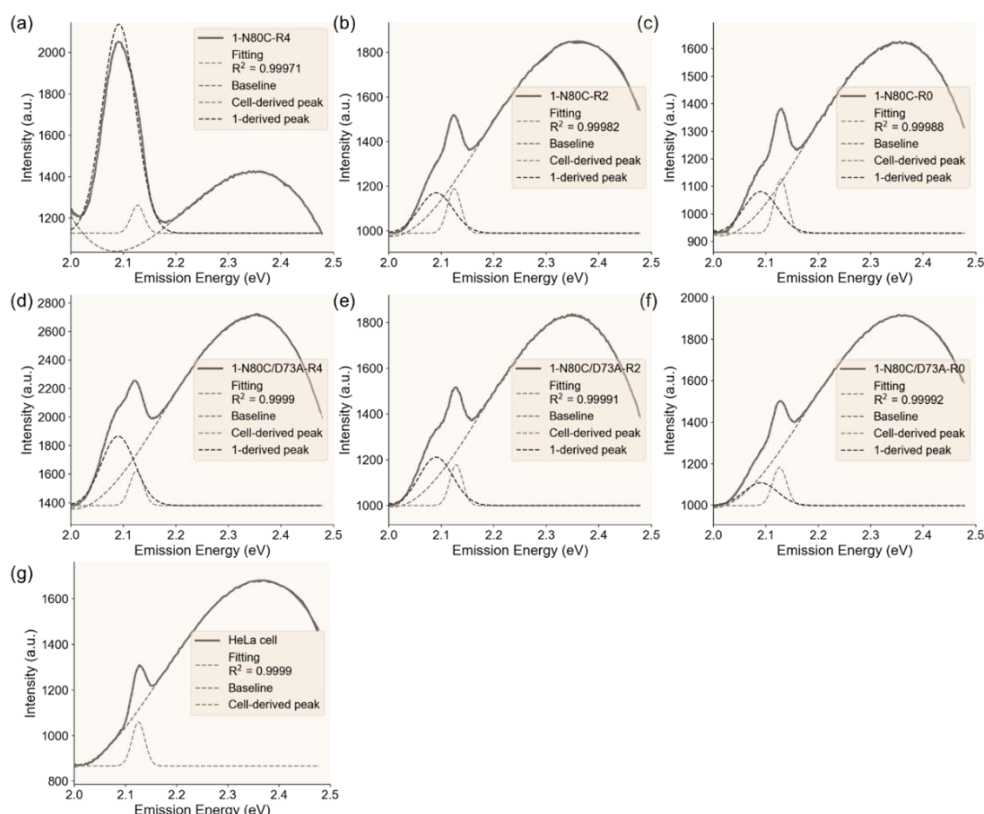 (a)
1-N80C-R4
Fitting
R² = 0.99971
Baseline
Cell-derived peak
1-derived peak
2000
1800
1600
1400
1200
Intensity (a.u.)
2.0 2.1 2.2 2.3 2.4 2.5
Emission Energy (eV)
(b)
1-N80C-R2
Fitting
R² = 0.99982
Baseline
Cell-derived peak
1-derived peak
1800
1600
1400
1200
1000
Intensity (a.u.)
2.0 2.1 2.2 2.3 2.4 2.5
Emission Energy (eV)
(c)
1-N80C-R0
Fitting
R² = 0.99988
Baseline
Cell-derived peak
1-derived peak
1600
1500
1400
1300
1200
1100
1000
900
Intensity (a.u.)
2.0 2.1 2.2 2.3 2.4 2.5
Emission Energy (eV)
(d)
1-N80C/D73A-R4
Fitting
R² = 0.9999
Baseline
Cell-derived peak
1-derived peak
2800
2600
2400
2200
2000
1800
1600
1400
Intensity (a.u.)
2.0 2.1 2.2 2.3 2.4 2.5
Emission Energy (eV)
(e)
1-N80C/D73A-R2
Fitting
R² = 0.99991
Baseline
Cell-derived peak
1-derived peak
1800
1600
1400
1200
1000
Intensity (a.u.)
2.0 2.1 2.2 2.3 2.4 2.5
Emission Energy (eV)
(f)
1-N80C/D73A-R0
Fitting
R² = 0.99992
Baseline
Cell-derived peak
1-derived peak
2000
1800
1600
1400
1200
1000
Intensity (a.u.)
2.0 2.1 2.2 2.3 2.4 2.5
Emission Energy (eV)
(g)
HeLa cell
Fitting
R² = 0.9999
Baseline
Cell-derived peak
1600
1400
1200
1000
800
Intensity (a.u.)
2.0 2.1 2.2 2.3 2.4 2.5
Emission Energy (eV)